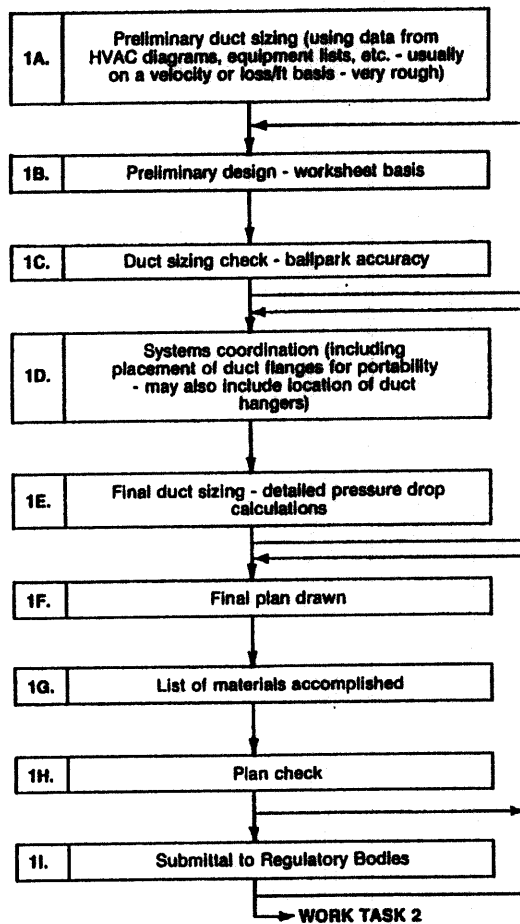 1A.
Preliminary duct sizing (using data from
HVAC diagrams, equipment lists, etc. - usually
on a velocity or loss/ft basis - very rough)
1B.
Preliminary design - worksheet basis
1C.
Duct sizing check - ballpark accuracy
1D.
Systems coordination (including
placement of duct flanges for portability
- may also include location of duct
hangers)
1E.
Final duct sizing - detailed pressure drop
calculations
1F.
Final plan drawn
1G.
List of materials accomplished
1H.
Plan check
1I.
Submittal to Regulatory Bodies
WORK TASK 2